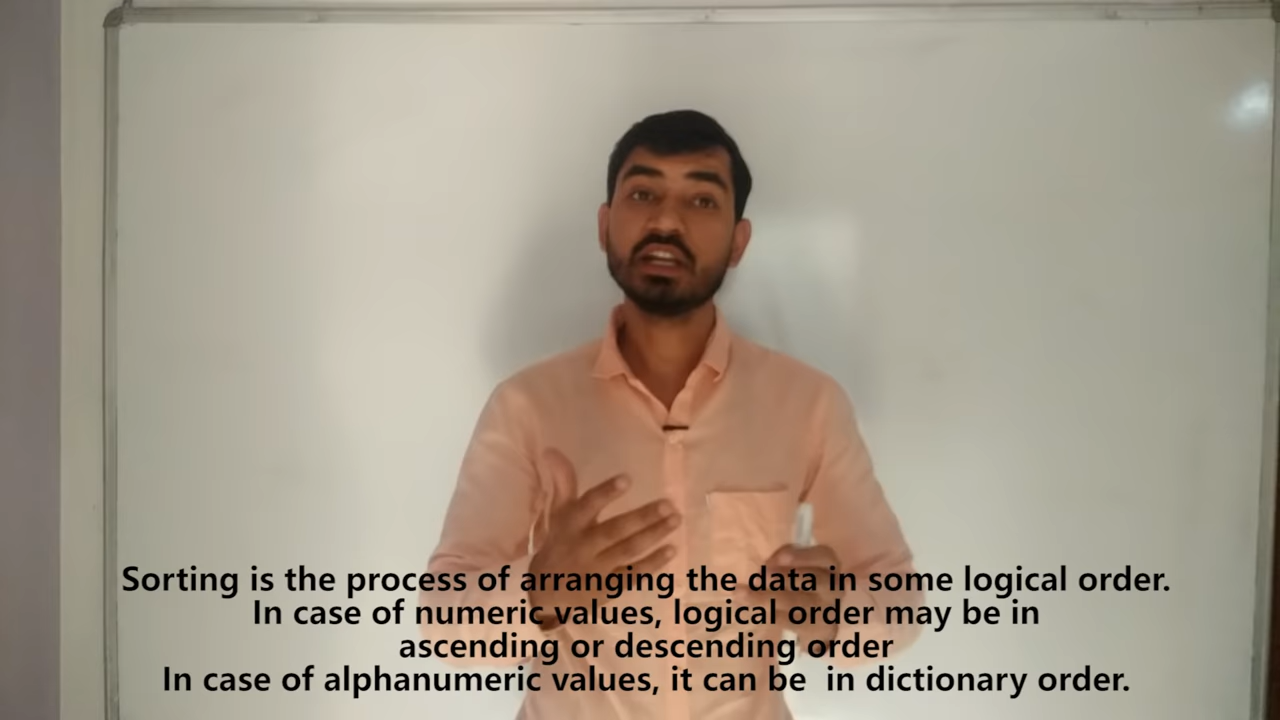 Sorting is the process of arranging the data in some logical order.
In case of numeric values, logical order may be in
ascending or descending order
In case of alphanumeric values, it can be  in dictionary order.